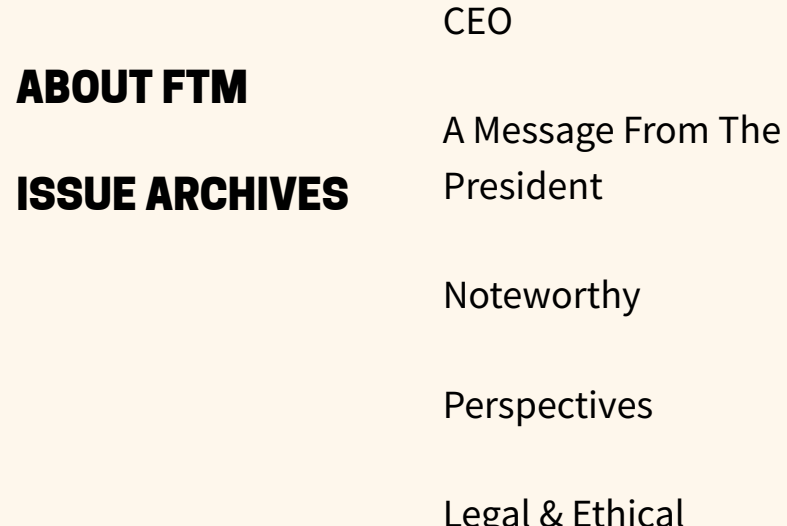 ABOUT FTM
ISSUE ARCHIVES
CEO
A Message From The
President
Noteworthy
Perspectives
Legal & Ethical